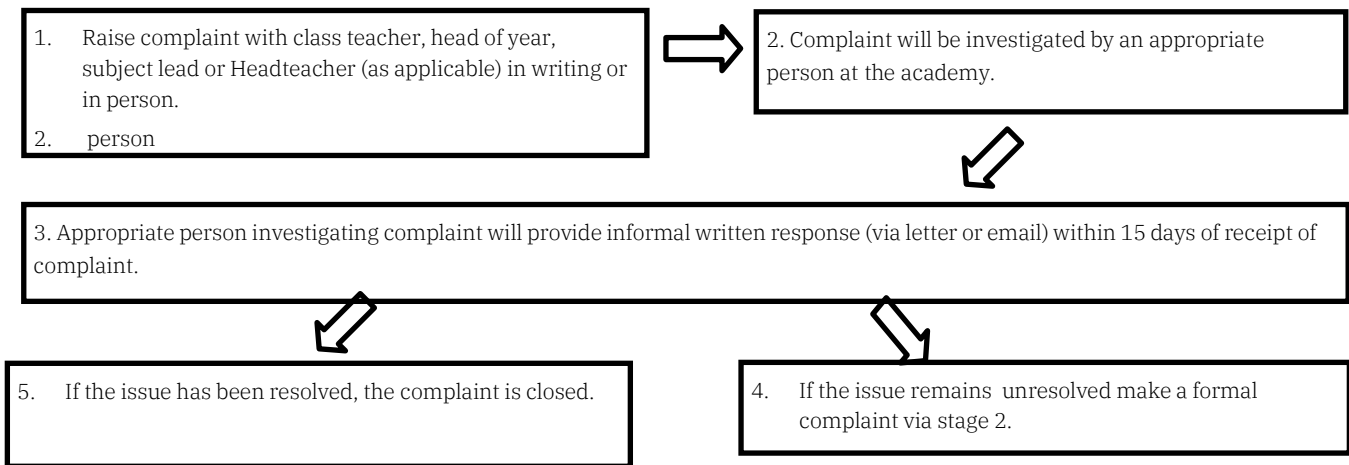 1. Raise complaint with class teacher, head of year,
subject lead or Headteacher (as applicable) in writing or
in person.
2. person
2. Complaint will be investigated by an appropriate
person at the academy.
3. Appropriate person investigating complaint will provide informal written response (via letter or email) within 15 days of receipt of
complaint.
5. If the issue has been resolved, the complaint is closed.
4. If the issue remains unresolved make a formal
complaint via stage 2.